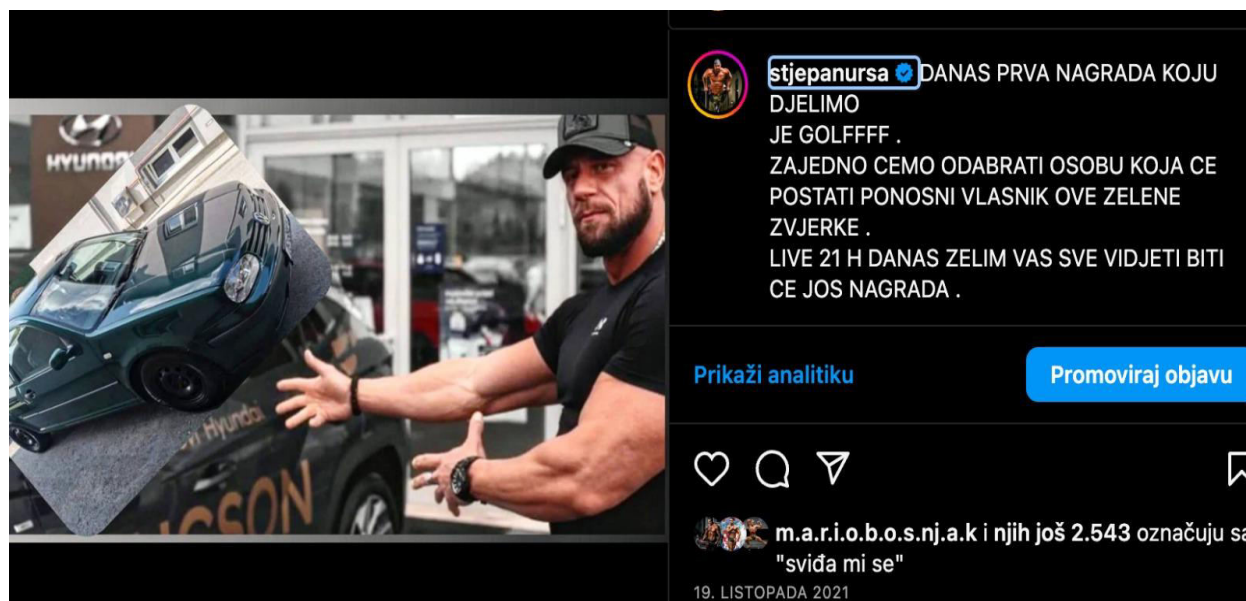 HYUNDAI
Hyundai
stjepanursa DANAS PRVA NAGRADA KOJU
DJELIMO
JE GOLFFFF .
ZAJEDNO CEMO ODABRATI OSOBU KOJA CE
POSTATI PONOSNI VLASNIK OVE ZELENE
ZVJERKE .
LIVE 21 H DANAS ZELIM VAS SVE VIDJETI BITI
CE JOS NAGRADA .
Prikaži analitiku
Promoviraj objavu
m.a.r.i.o.b.o.s.nj.a.k i njih još 2.543 označuju sa
"sviđa mi se"
19. LISTOPADA 2021